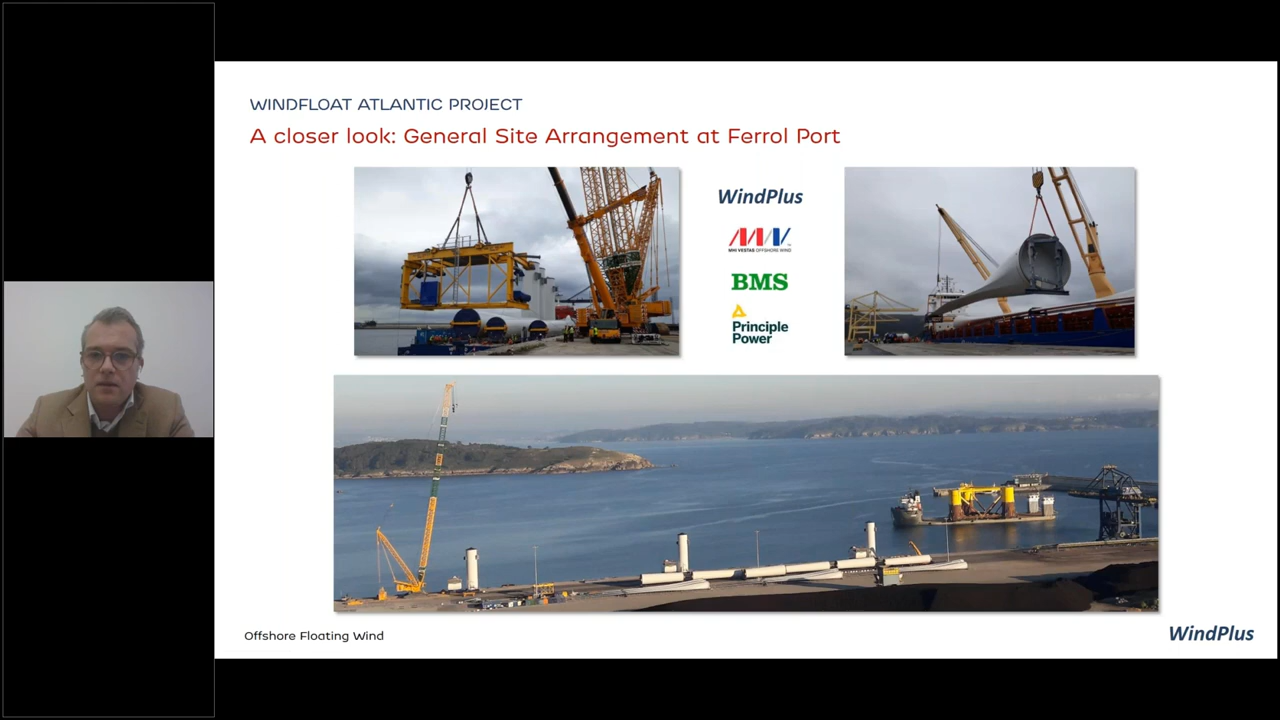 WINDFLOAT ATLANTIC PROJECT
A closer look: General Site Arrangement at Ferrol Port
WindPlus
MHI VESTAS OFFSHORE WIND
BMS
Principle
Power
Offshore Floating Wind
WindPlus